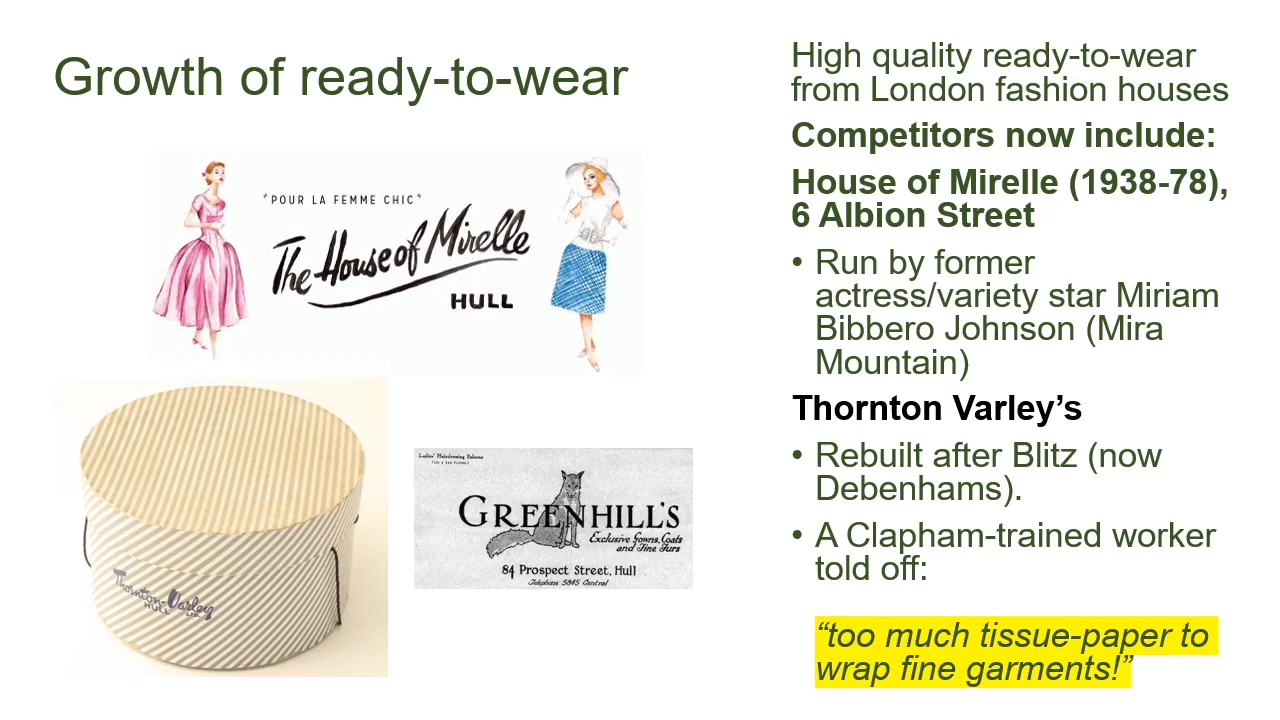 Growth of ready-to-wear
"POUR LA FEMME CHIC"
The House of Mirelle
HULL
Thornton-Varley
HULL LTD.
Ladies' Hairdressing Saloons
GREENHILL'S
Exclusive Gowns, Coats
and Fine Furs
84 Prospect Street, Hull
Telephone 5845 Central
High quality ready-to-wear
from London fashion houses
Competitors now include:
House of Mirelle (1938-78),
6 Albion Street
• Run by former
actress/variety star Miriam
Bibbero Johnson (Mira
Mountain)
Thornton Varley’s
• Rebuilt after Blitz (now
Debenhams).
• A Clapham-trained worker
told off:
“too much tissue-paper to
wrap fine garments!”